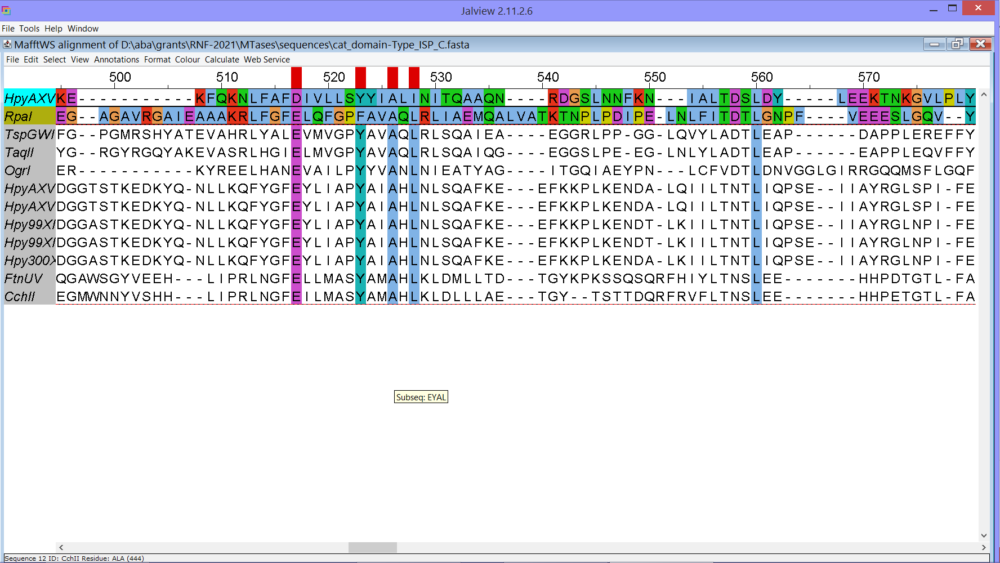 Jalview 2.11.2.6
File Tools Help Window
MafftWS alignment of D:\aba\grants\RNF-2021\MTases\sequences\cat_domain-Type_ISP_C.fasta
File Edit Select View Annotations Format Colour Calculate Web Service
500 510 520 530 540 550 560 570
HpyAXV KE-----------KFQKNLFAFDIVLLSYYIALINITQAAQN----RDGSLNNFKN---IALTDSLDY-----LEEKTNKGVLPLY
RpaI EG--AGAVRGAIEAAAKRLFGFELQFGPFAVAQLRLIAEMQALVATKTNPLPDIPE-LNLFITDTLGNPF----VEEESLGQV--Y
TspGWI FG--PGMRSHYATEVAHRLYALEVMVGPYAVAQLRLSQAIEA----EGGRLPP-GG-LQVYLADTLEAP------DAPPLEREFFY
TaqII YG--RGYRGQYAKEVASRLHGIELMVGPYAVAQLRLSQAIQG----EGGSLPE-EG-LNLYLADTLEAP------EAPPLEQVFFY
OgrI ER-----------KYREELHANEVAILPYYVANLNIEATYAG----ITGQIAEYPN---LCFVDTLDNVGGLGIRRGQQMSFLGQF
HpyAXV DGGTSTKEDKYQ-NLLKQFYGFEYLIAPYAIAHLNLSQAFKE---EFKKPLKENDA-LQIILTNTLIQPSE--IIAYRGLSPI-FE
HpyAXV DGGTSTKEDKYQ-NLLKQFYGFEYLIAPYAIAHLNLSQAFKE---EFKKPLKENDA-LQIILTNTLIQPSE--IIAYRGLSPI-FE
Hpy99XI DGGASTKEDKYQ-NLLKQFYGFEYLIAPYAIAHLNLSQAFKE---EFKKPLKENDT-LKIILTNTLIQPSE--IIAYRGLNPI-FE
Hpy99XI DGGASTKEDKYQ-NLLKQFYGFEYLIAPYAIAHLNLSQAFKE---EFKKPLKENDT-LKIILTNTLIQPSE--IIAYRGLNPI-FE
Hpy300X DGGASTKEDKYQ-NLLKQFYGFEYLIAPYAIAHLNLSQAFKE---EFKKPLKENDA-LKIILTNTLIQPSE--IIAYRGLNPI-FE
FtnUV QGAWSGYVEEH---LIPRLNGFELLMASYAMAHLKLDMLLTD---TGYKPKSSQSQRFHIYLTNSLEE-------HHPDTGTL-FA
CchII EGMWNNYVSHH---LIPRLNGFEILMASYAMAHLKLDLLLAE---TGY--TSTTDQRFRVFLTNSLEE-------HHPETGTL-FA
Subseq: EYAL
Sequence 12 ID: CchII Residue: ALA (444)